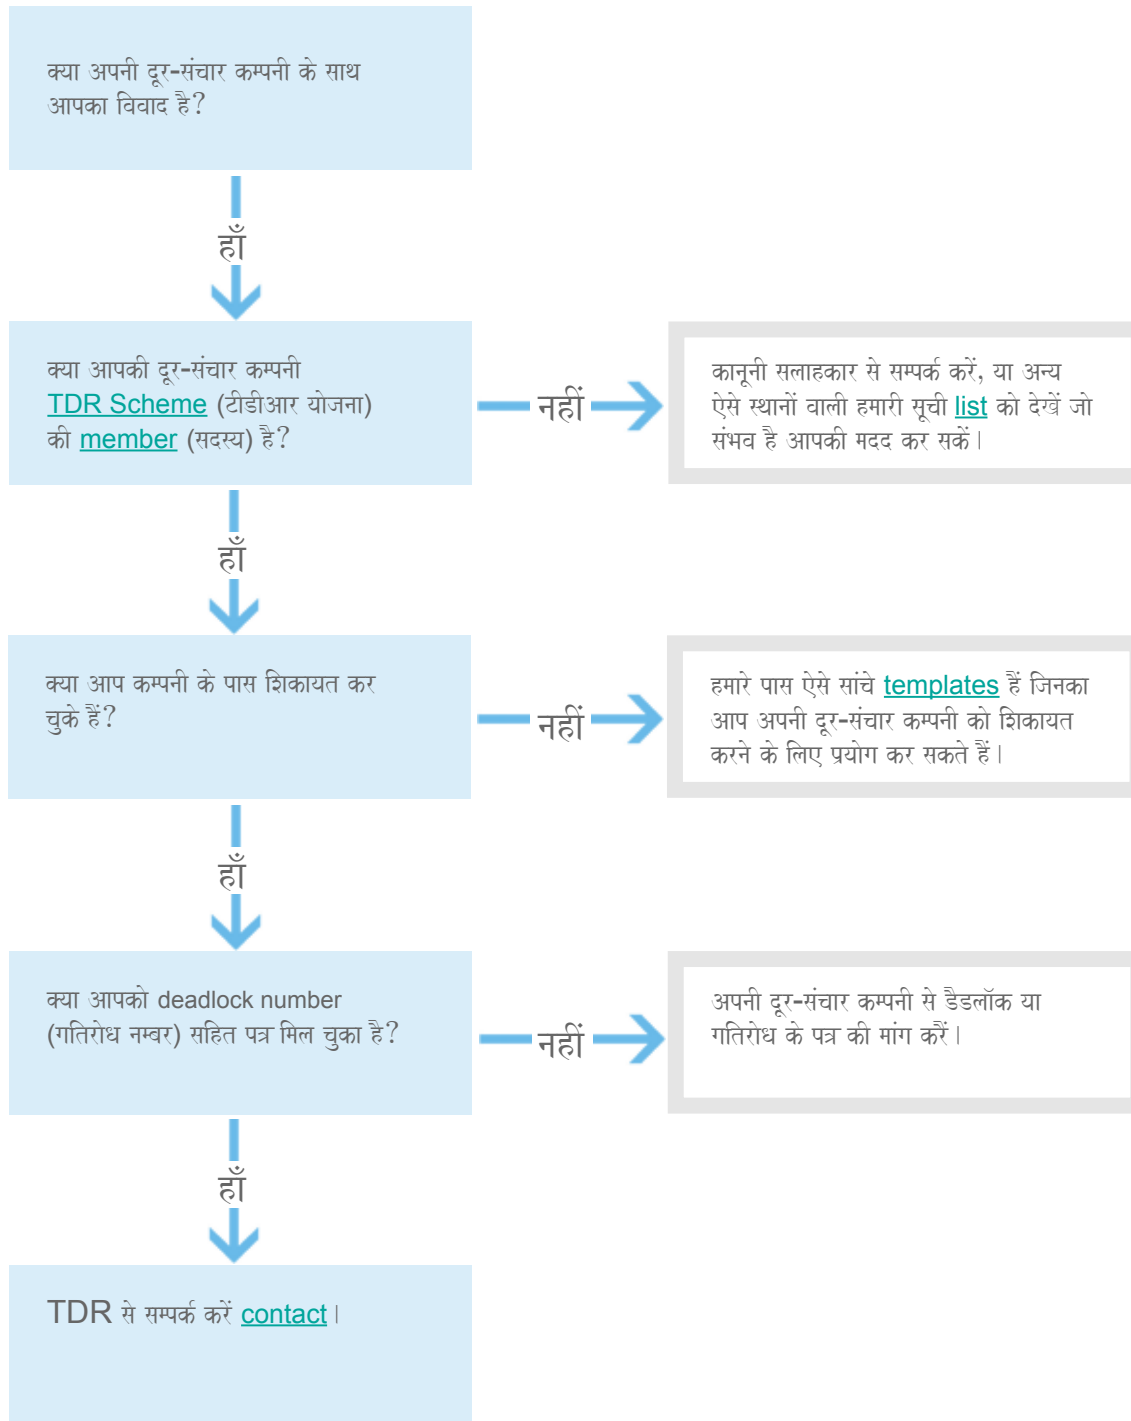 क्या अपनी दूर-संचार कम्पनी के साथ
आपका विवाद है?
हाँ
क्या आपकी दूर-संचार कम्पनी
TDR Scheme (टीडीआर योजना)
की member (सदस्य) है?
नहीं
कानूनी सलाहकार से सम्पर्क करें, या अन्य
ऐसे स्थानों वाली हमारी सूची list को देखें जो
संभव है आपकी मदद कर सकें।
हाँ
क्या आप कम्पनी के पास शिकायत कर
चुके हैं?
नहीं
हमारे पास ऐसे सांचे templates हैं जिनका
आप अपनी दूर-संचार कम्पनी को शिकायत
करने के लिए प्रयोग कर सकते हैं।
हाँ
क्या आपको deadlock number
(गतिरोध नम्बर) सहित पत्र मिल चुका है?
नहीं
अपनी दूर-संचार कम्पनी से डैडलॉक या
गतिरोध के पत्र की मांग करैं।
हाँ
TDR से सम्पर्क करें contact।